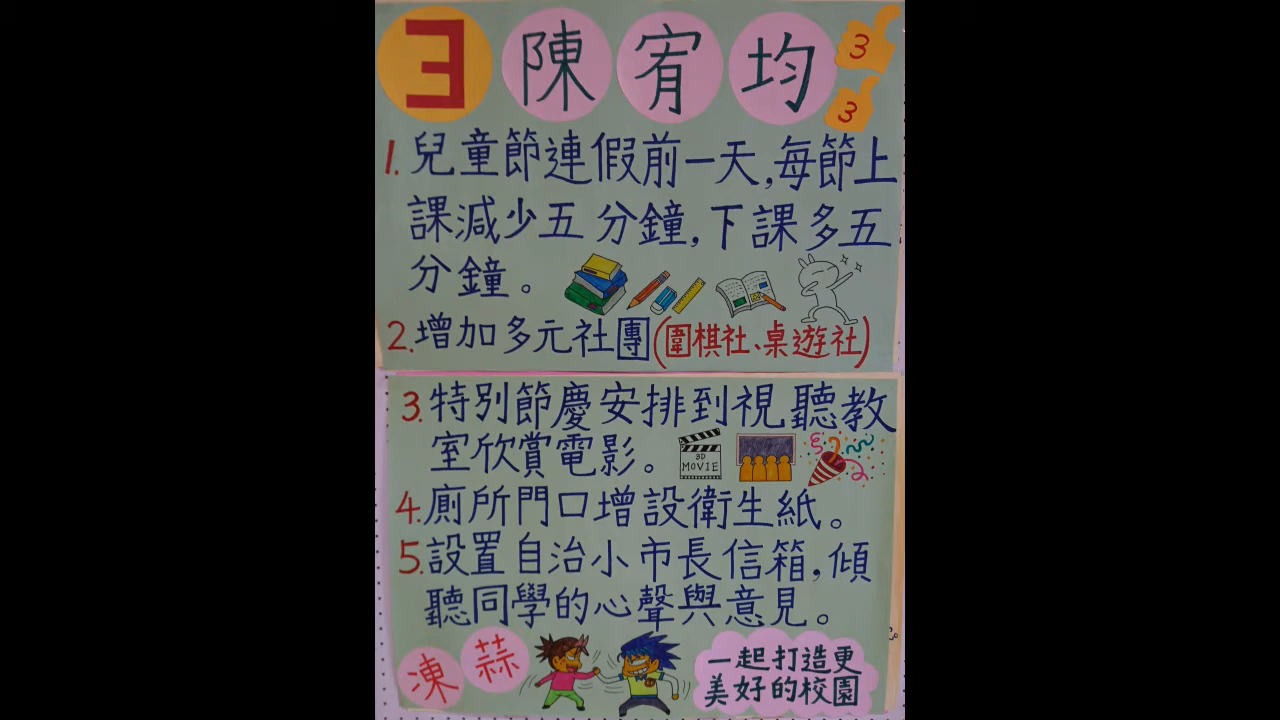 3 陳宥均 3
3
1. 兒童節連假前一天,每節上
課減少五分鐘,下課多五
分鐘。
2. 增加多元社團(圍棋社、桌遊社)
3. 特別節慶安排到視聽教
室欣賞電影。
3D
MOVIE
4. 廁所門口增設衛生紙。
5. 設置自治小市長信箱,傾
聽同學的心聲與意見。
凍蒜
一起打造更
美好的校園